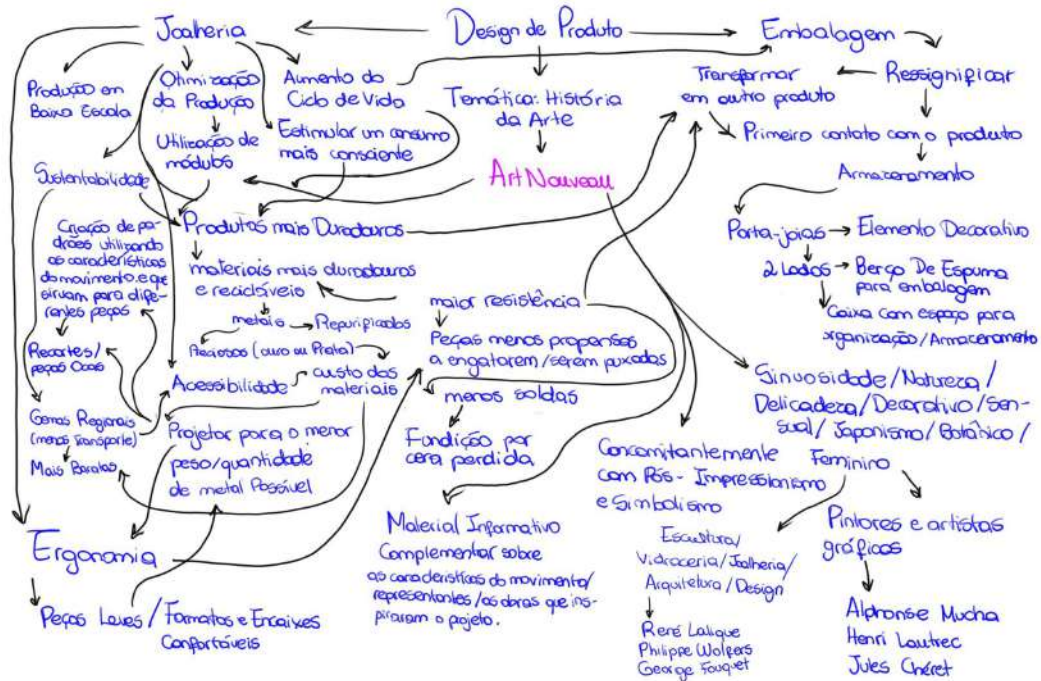 Joalheria
Design de Produto
Embalagem
Produção em
Baixa Escala
Otimização
da Produção
Utilização de
módulos
Aumento do
Ciclo de Vida
Estimular um consumo
mais consciente
Temática: História
da Arte
Art Nouveau
Transformar
em outro produto
Ressignificar
Primeiro contato com o produto
Armazenamento
Sustentabilidade
Criação de pa-
drões utilizando
as características
do movimento, e que
sirvam para dife-
rentes peças
Produtos mais Duradouros
Porta-joias
Elemento Decorativo
2 Lados
Berço De Espuma
para embalagem
Caixa com espaço para
organização/Armazenamento
materiais mais duradouros
e recicláveis
metais
Repurificados
Preciosos (ouro ou Prata)
maior resistência
Peças menos propensas
a engatarem/serem puxadas
Recortes/
peças Ocas
Acessibilidade
custo dos
materiais
menos soldas
Fundição por
cera perdida
Gemas Regionais
(menos Transporte)
Mais Baratas
Projetar para o menor
peso/quantidade
de metal Possível
Sinuosidade/Natureza/
Delicadeza/Decorativo/Sen-
sual/Japonismo/Botânico/
Feminino
Concomitantemente
com Pós-Impressionismo
e Simbolismo
Ergonomia
Peças Leves/Formatos e Encaixes
Confortáveis
Material Informativo
Complementar sobre
as características do movimento/
representantes/as obras que ins-
piraram o projeto.
Escultura/
Vidraceria/Joalheria/
Arquitetura/Design
René Lalique
Philippe Wolfers
George Fouquet
Pintores e artistas
gráficos
Alphonse Mucha
Henri Lautrec
Jules Chéret